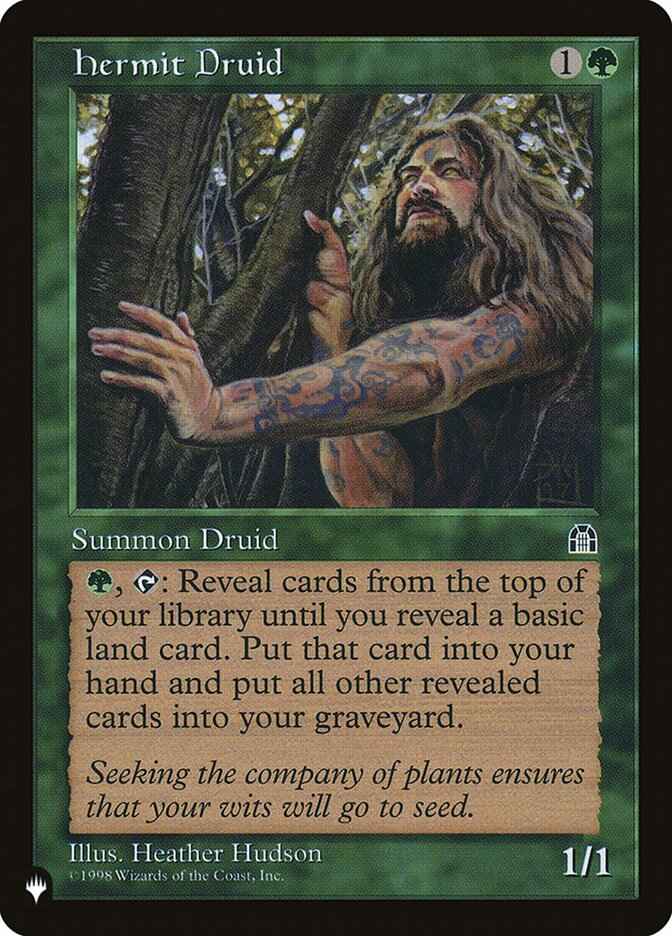 Hermit Druid
1
Summon Druid
, : Reveal cards from the top of
your library until you reveal a basic
land card. Put that card into your
hand and put all other revealed
cards into your graveyard.
Seeking the company of plants ensures
that your wits will go to seed.
Illus. Heather Hudson
©1998 Wizards of the Coast, Inc.
1/1